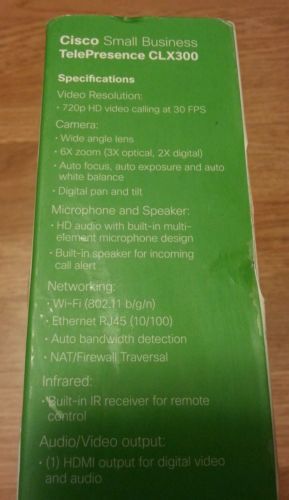 Cisco Small Business
TelePresence CLX300
Specifications
Video Resolution:
• 720p HD video calling at 30 FPS
Camera:
• Wide angle lens
• 6X zoom (3X optical, 2X digital)
• Auto focus, auto exposure and auto
white balance
• Digital pan and tilt
Microphone and Speaker:
• HD audio with built-in multi-
element microphone design
• Built-in speaker for incoming
call alert
Networking:
• Wi-Fi (802.11 b/g/n)
• Ethernet RJ45 (10/100)
• Auto bandwidth detection
• NAT/Firewall Traversal
Infrared:
• Built-in IR receiver for remote
control
Audio/Video output:
• (1) HDMI output for digital video
and audio